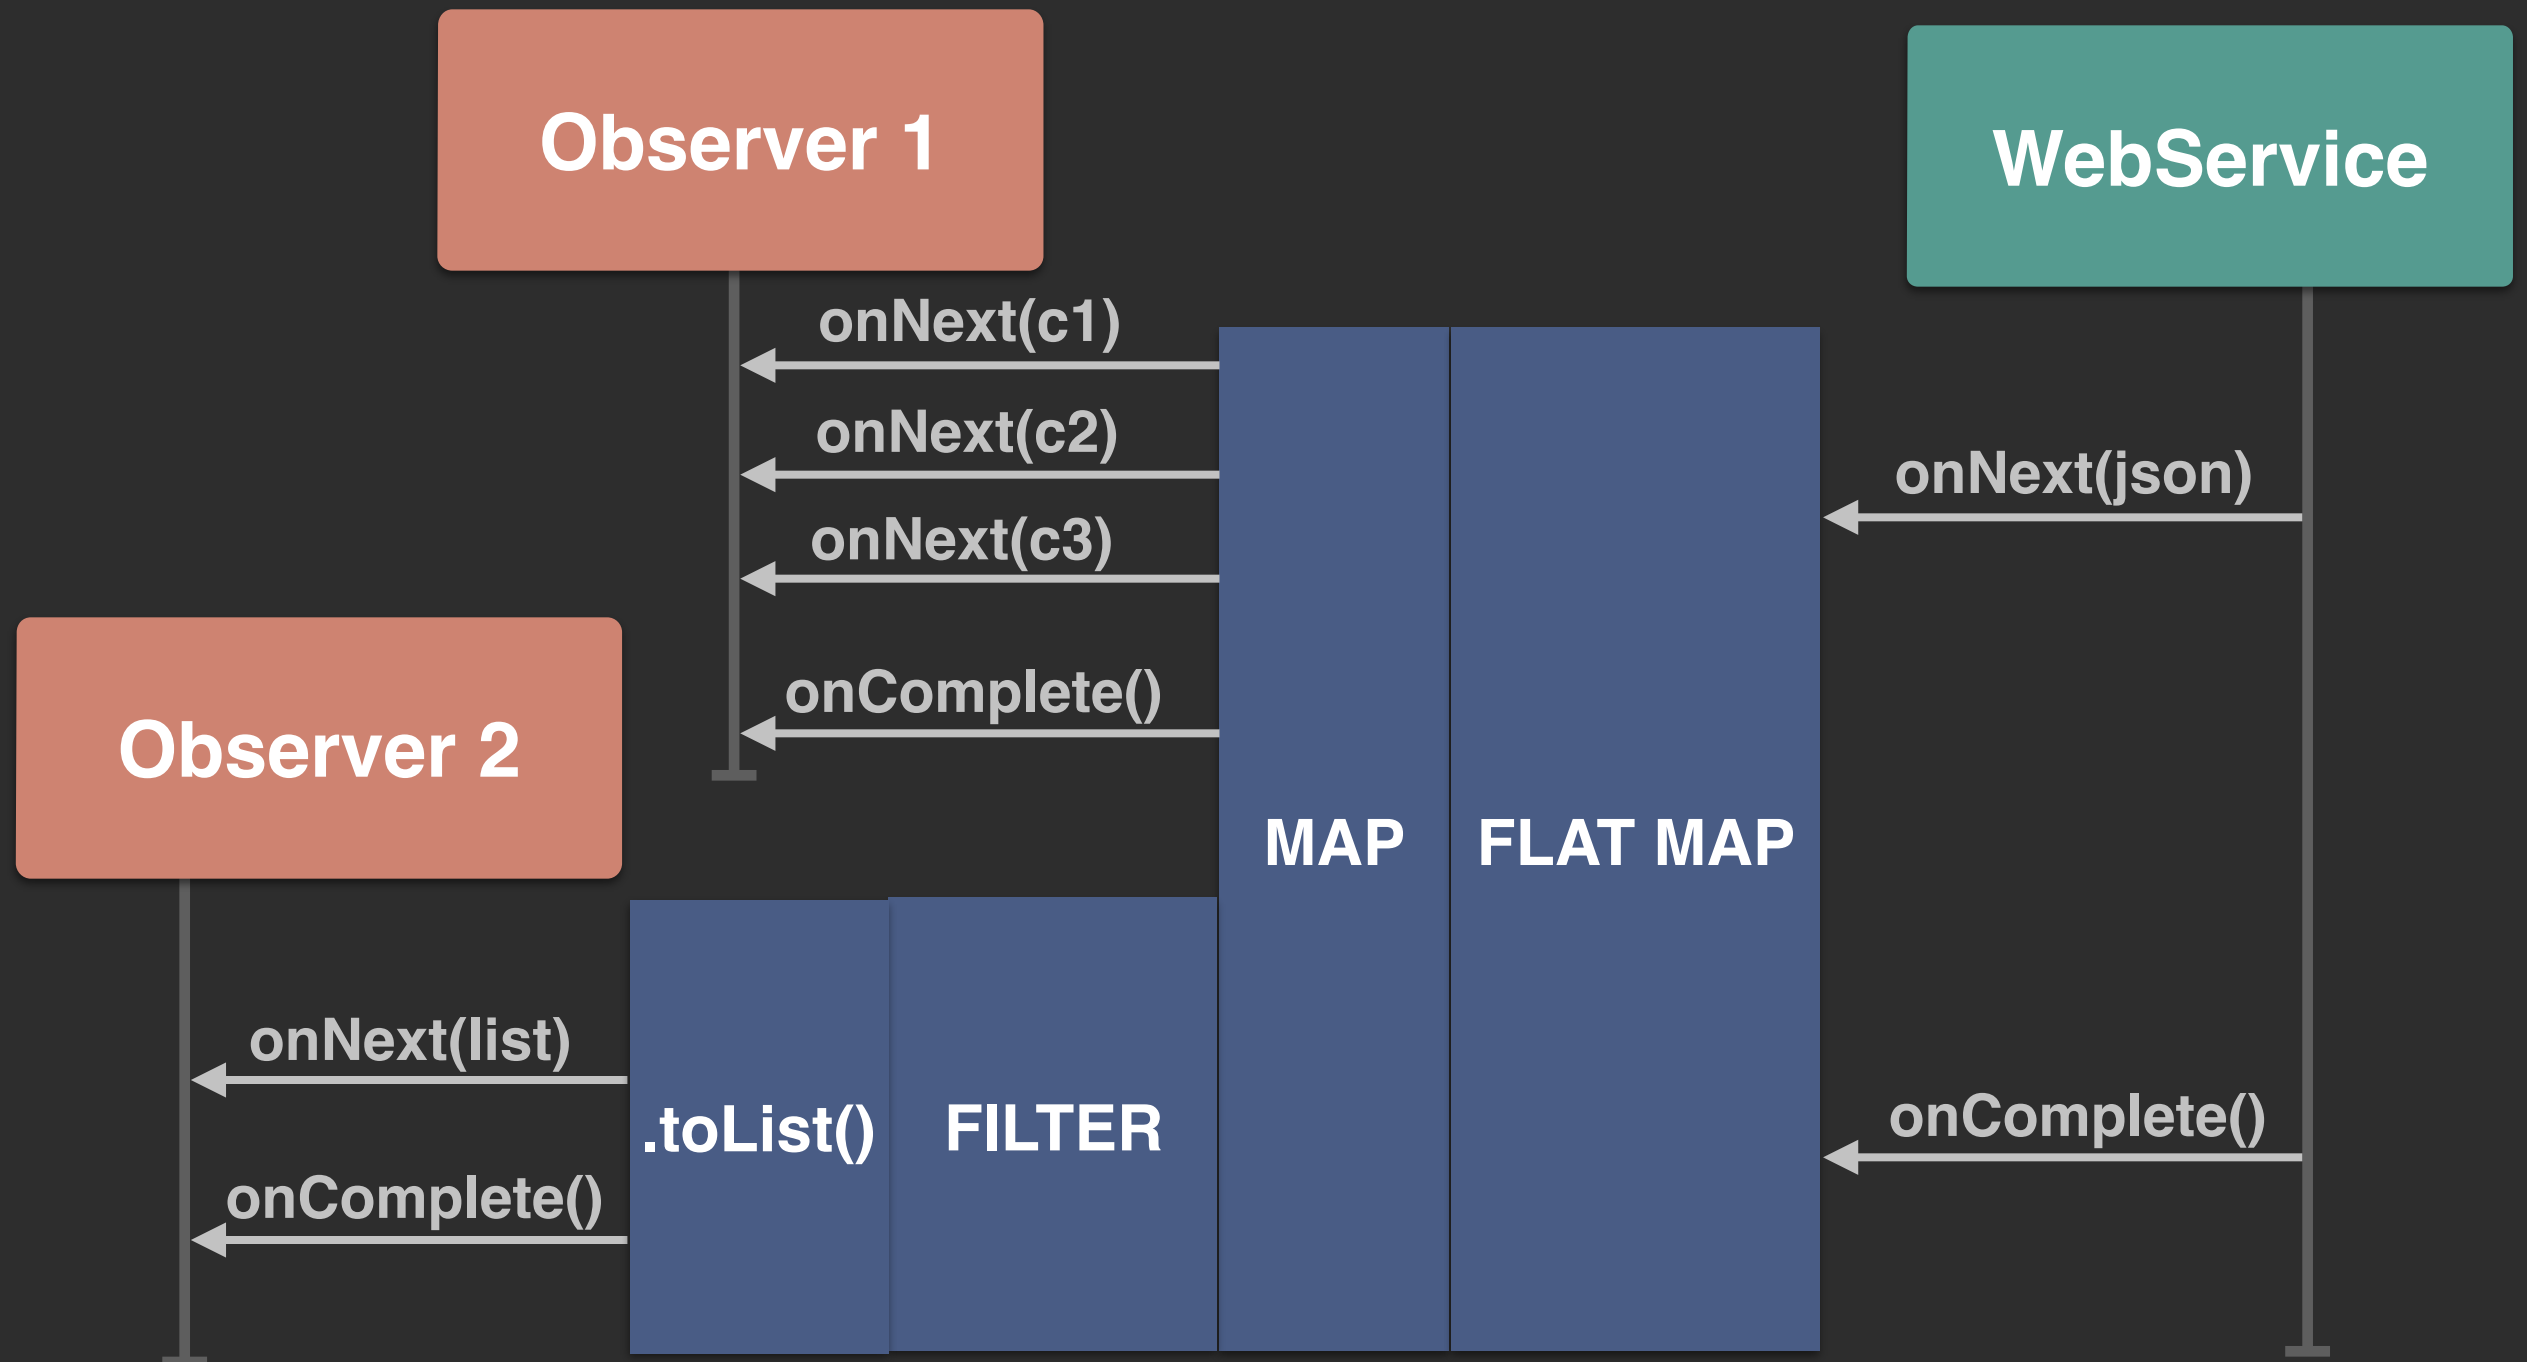 Observer 1
WebService
onNext(c1)
onNext(c2)
onNext(json)
onNext(c3)
onComplete()
Observer 2
MAP
FLAT MAP
onNext(list)
.toList()
FILTER
onComplete()
onComplete()